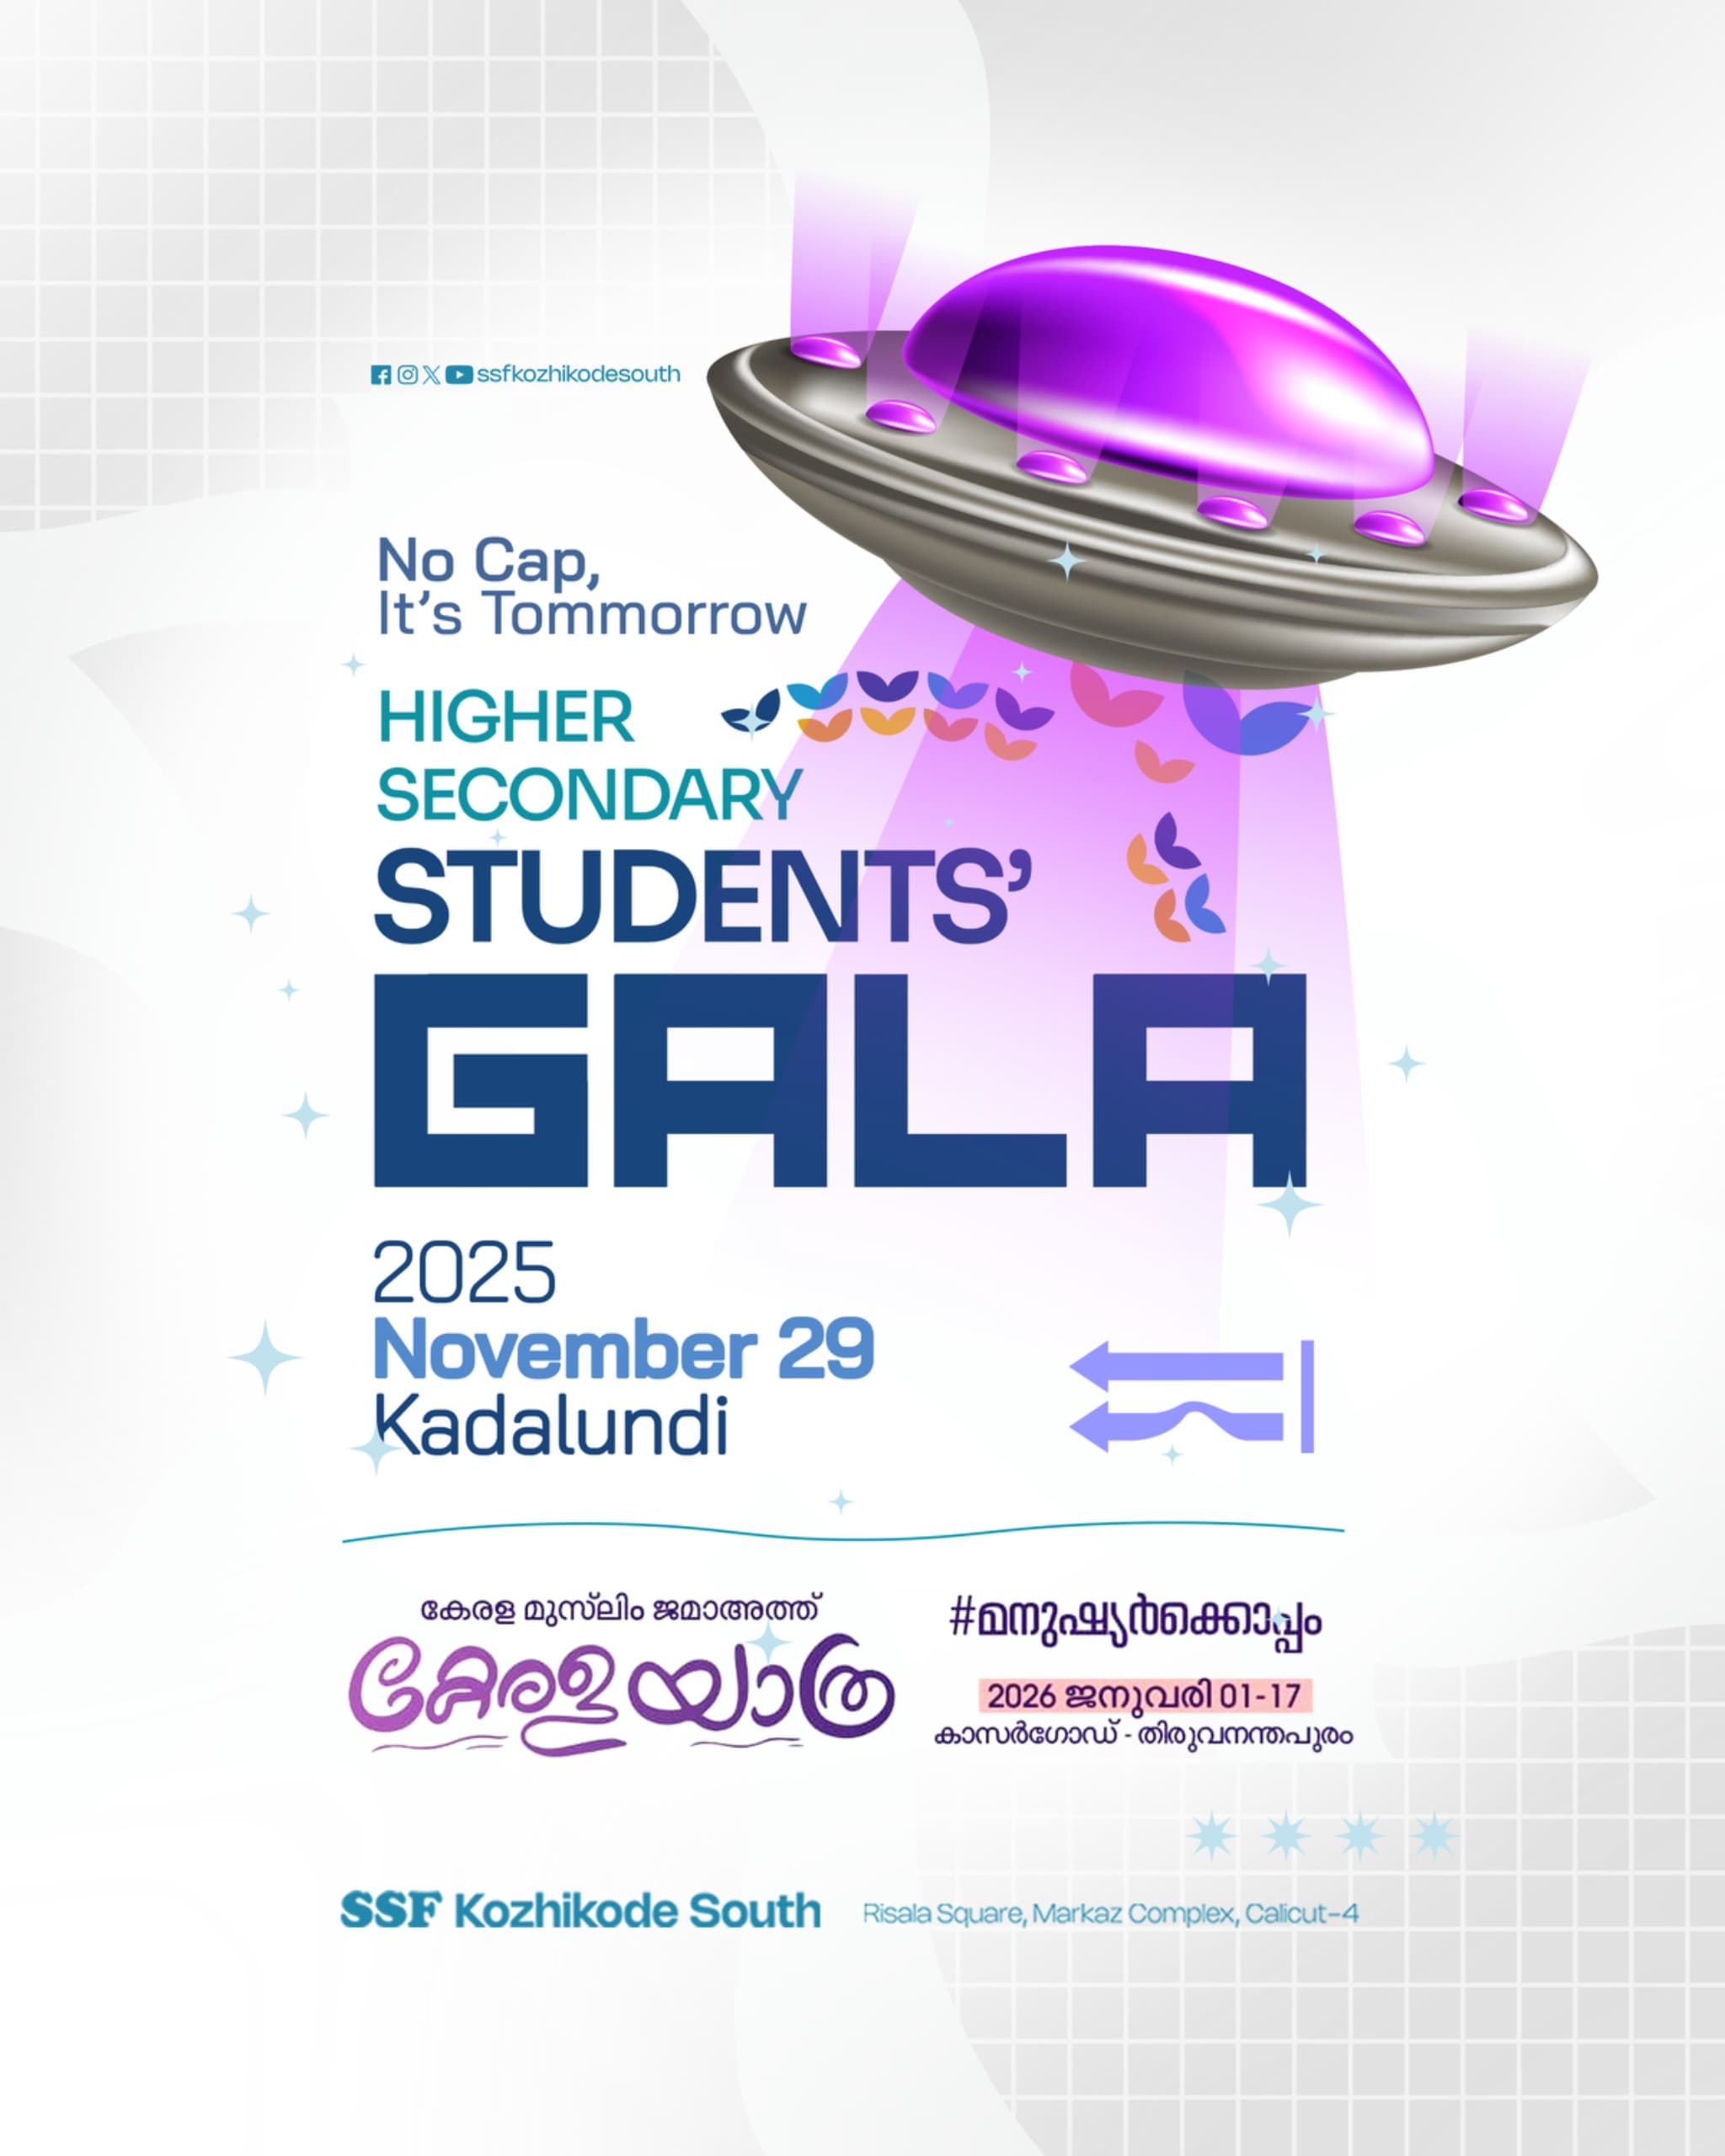 ssfkozhikodesouth
No Cap,
It's Tommorrow
HIGHER
SECONDARY
STUDENTS'
GALA
2025
November 29
Kadalundi
കേരള മുസ്‌ലിം ജമാഅത്ത്
കേരള യാത്ര
#മനുഷ്യർക്കൊപ്പം
2026 ജനുവരി 01-17
കാസർഗോഡ് - തിരുവനന്തപുരം
SSF Kozhikode South
Risala Square, Markaz Complex, Calicut-4